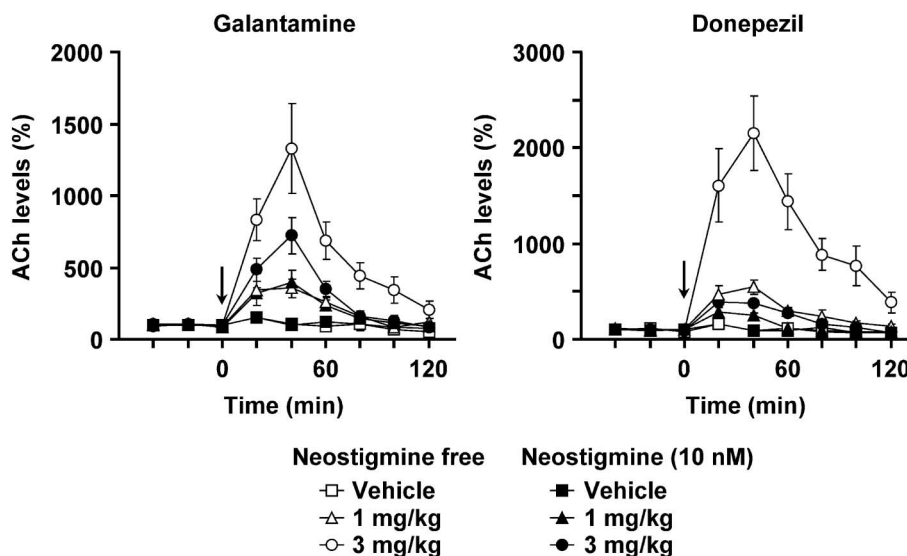 Galantamine
ACh levels (%)
2000
1500
1000
500
0
0 60 120
Time (min)
Donepezil
ACh levels (%)
3000
2000
1000
0
0 60 120
Time (min)
Neostigmine free
Vehicle
1 mg/kg
3 mg/kg
Neostigmine (10 nM)
Vehicle
1 mg/kg
3 mg/kg